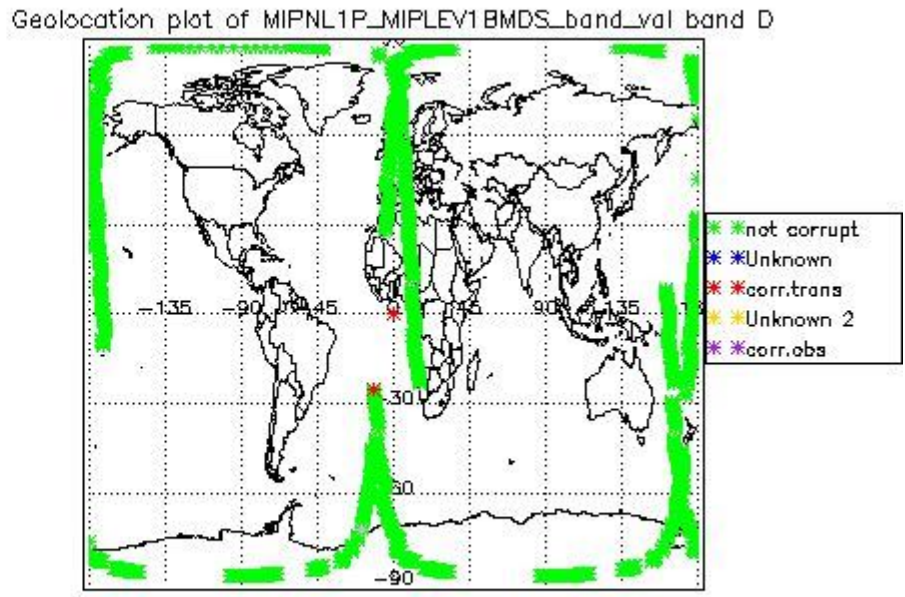 Geolocation plot of MIPNL1P_MIPLEV1BMDS_band_val band D
not corrupt
Unknown
corr.trans
Unknown 2
corr.obs
-135
-90
-45
45
90
135
-30
-60
-90